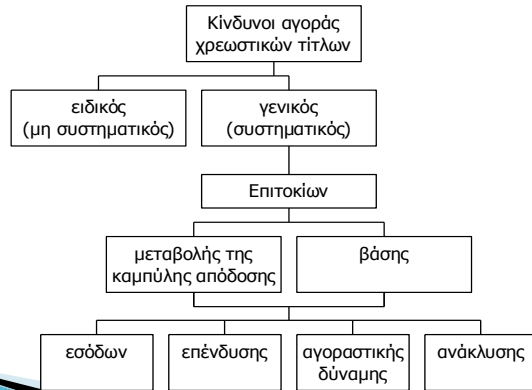 Κίνδυνοι αγοράς
χρεωστικών τίτλων
ειδικός
(μη συστηματικός)
γενικός
(συστηματικός)
Επιτοκίων
μεταβολής της
καμπύλης απόδοσης
βάσης
εσόδων
επένδυσης
αγοραστικής
δύναμης
ανάκλυσης